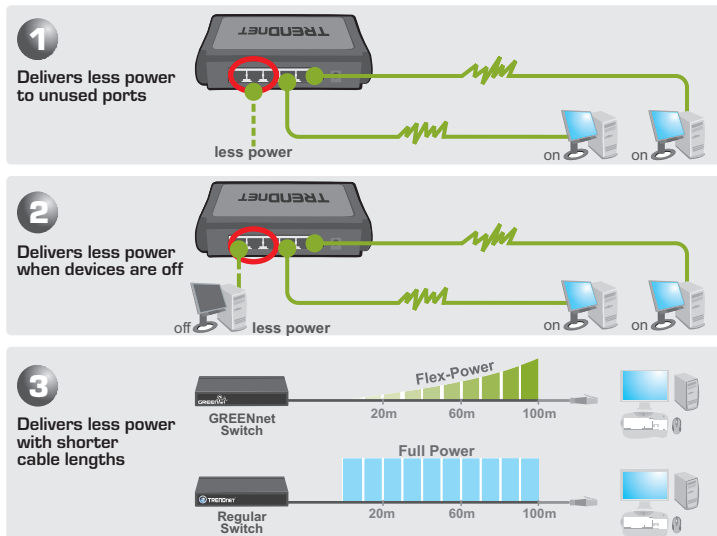 1
TRENDnet
Delivers less power
to unused ports
less power
on
on
2
TRENDnet
Delivers less power
when devices are off
off
less power
on
on
3
Delivers less power
with shorter
cable lengths
Flex-Power
GREENnet
20m 60m 100m
GREENnet
Switch
Full Power
TRENDNET
20m 60m 100m
Regular
Switch